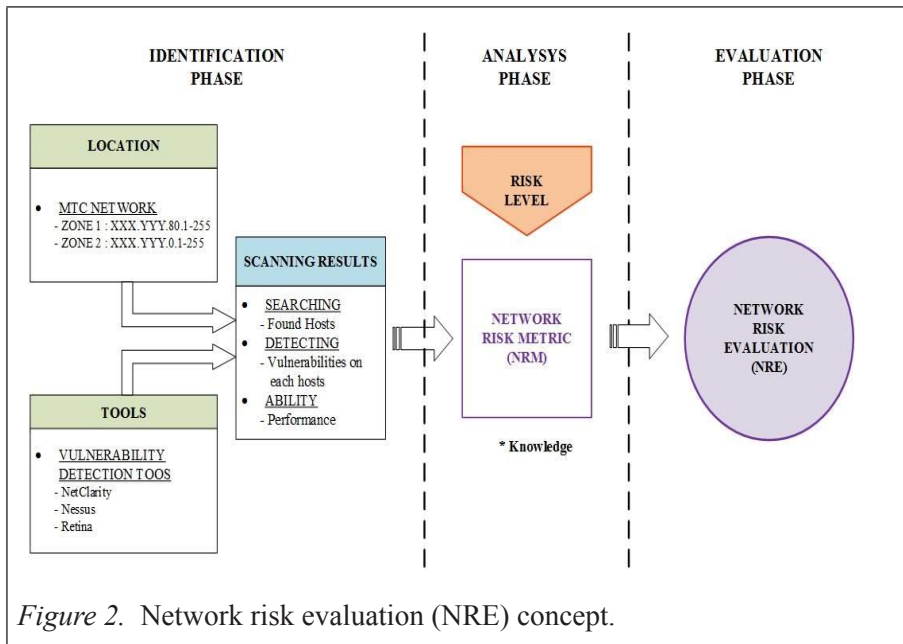 IDENTIFICATION
PHASE
ANALYSYS
PHASE
EVALUATION
PHASE
LOCATION
• MTC NETWORK
- ZONE 1 : XXX.YYY.80.1-255
- ZONE 2 : XXX.YYY.0.1-255
TOOLS
• VULNERABILITY
DETECTION TOOS
- NetClarity
- Nessus
- Retina
SCANNING RESULTS
• SEARCHING
- Found Hosts
• DETECTING
- Vulnerabilities on
each hosts
• ABILITY
- Performance
RISK
LEVEL
NETWORK
RISK METRIC
(NRM)
* Knowledge
NETWORK
RISK
EVALUATION
(NRE)
Figure 2. Network risk evaluation (NRE) concept.